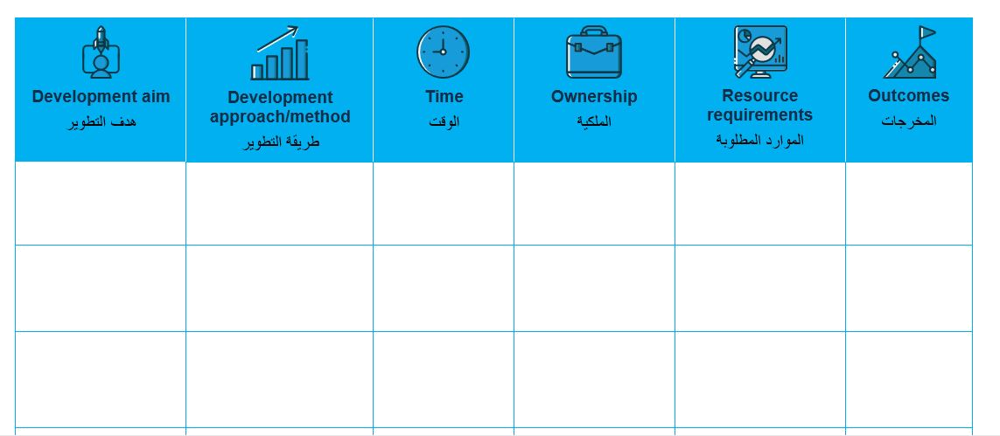 Development aim
هدف التطوير
Development
approach/method
طريقة التطوير
Time
الوقت
Ownership
الملكية
Resource
requirements
الموارد المطلوبة
Outcomes
المخرجات